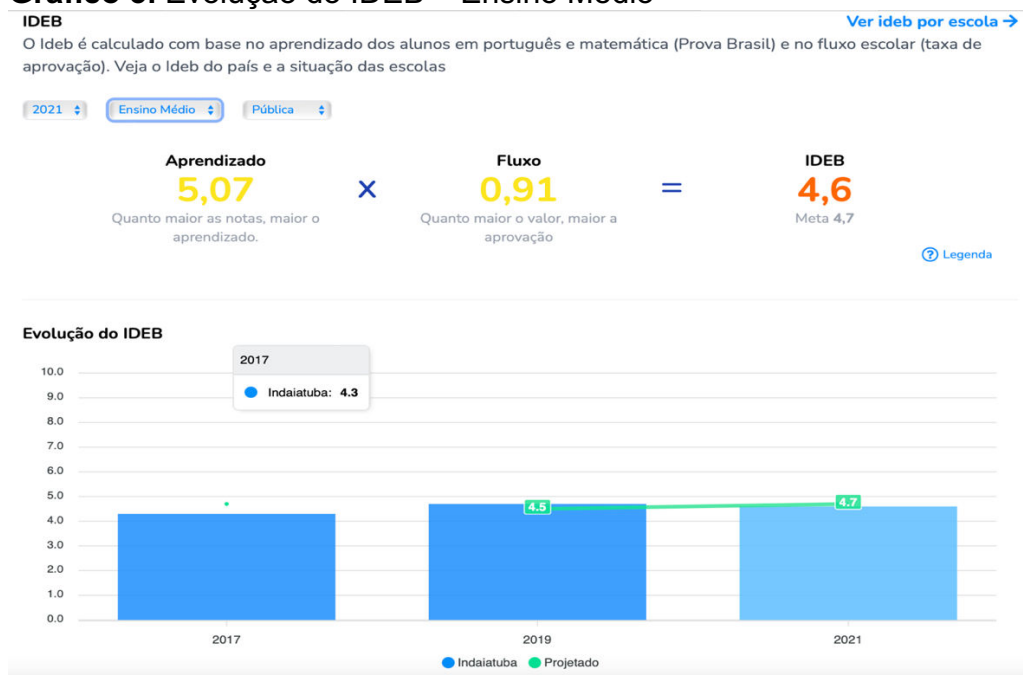 Gráfico 6. Evolução do IDEB – Ensino Médio
IDEB
Ver ideb por escola →
O Ideb é calculado com base no aprendizado dos alunos em português e matemática (Prova Brasil) e no fluxo escolar (taxa de
aprovação). Veja o Ideb do país e a situação das escolas
2021 Ensino Médio Pública
Aprendizado Fluxo IDEB
5,07 × 0,91 = 4,6
Quanto maior as notas, maior o
aprendizado.
Quanto maior o valor, maior a
aprovação
Meta 4,7
? Legenda
Evolução do IDEB
2017
Indaiatuba: 4.3
10.0
9.0
8.0
7.0
6.0
5.0
4.0
3.0
2.0
1.0
0.0
4.5
4.7
2017 2019 2021
Indaiatuba Projetado